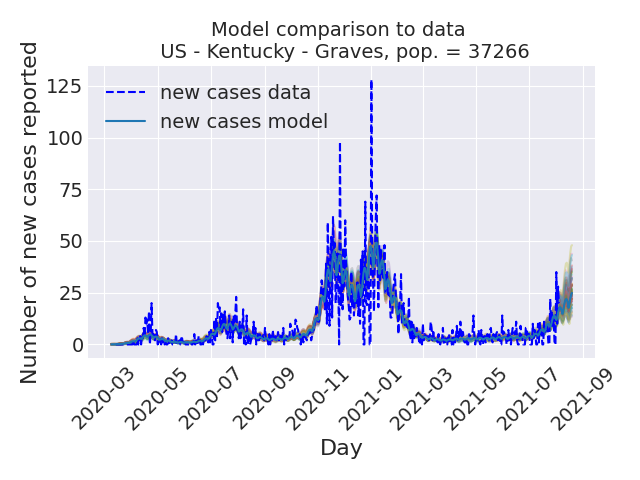 Model comparison to data
US - Kentucky - Graves, pop. = 37266
Number of new cases reported
125
100
75
50
25
0
new cases data
new cases model
2020-03
2020-05
2020-07
2020-09
2020-11
2021-01
2021-03
2021-05
2021-07
2021-09
Day